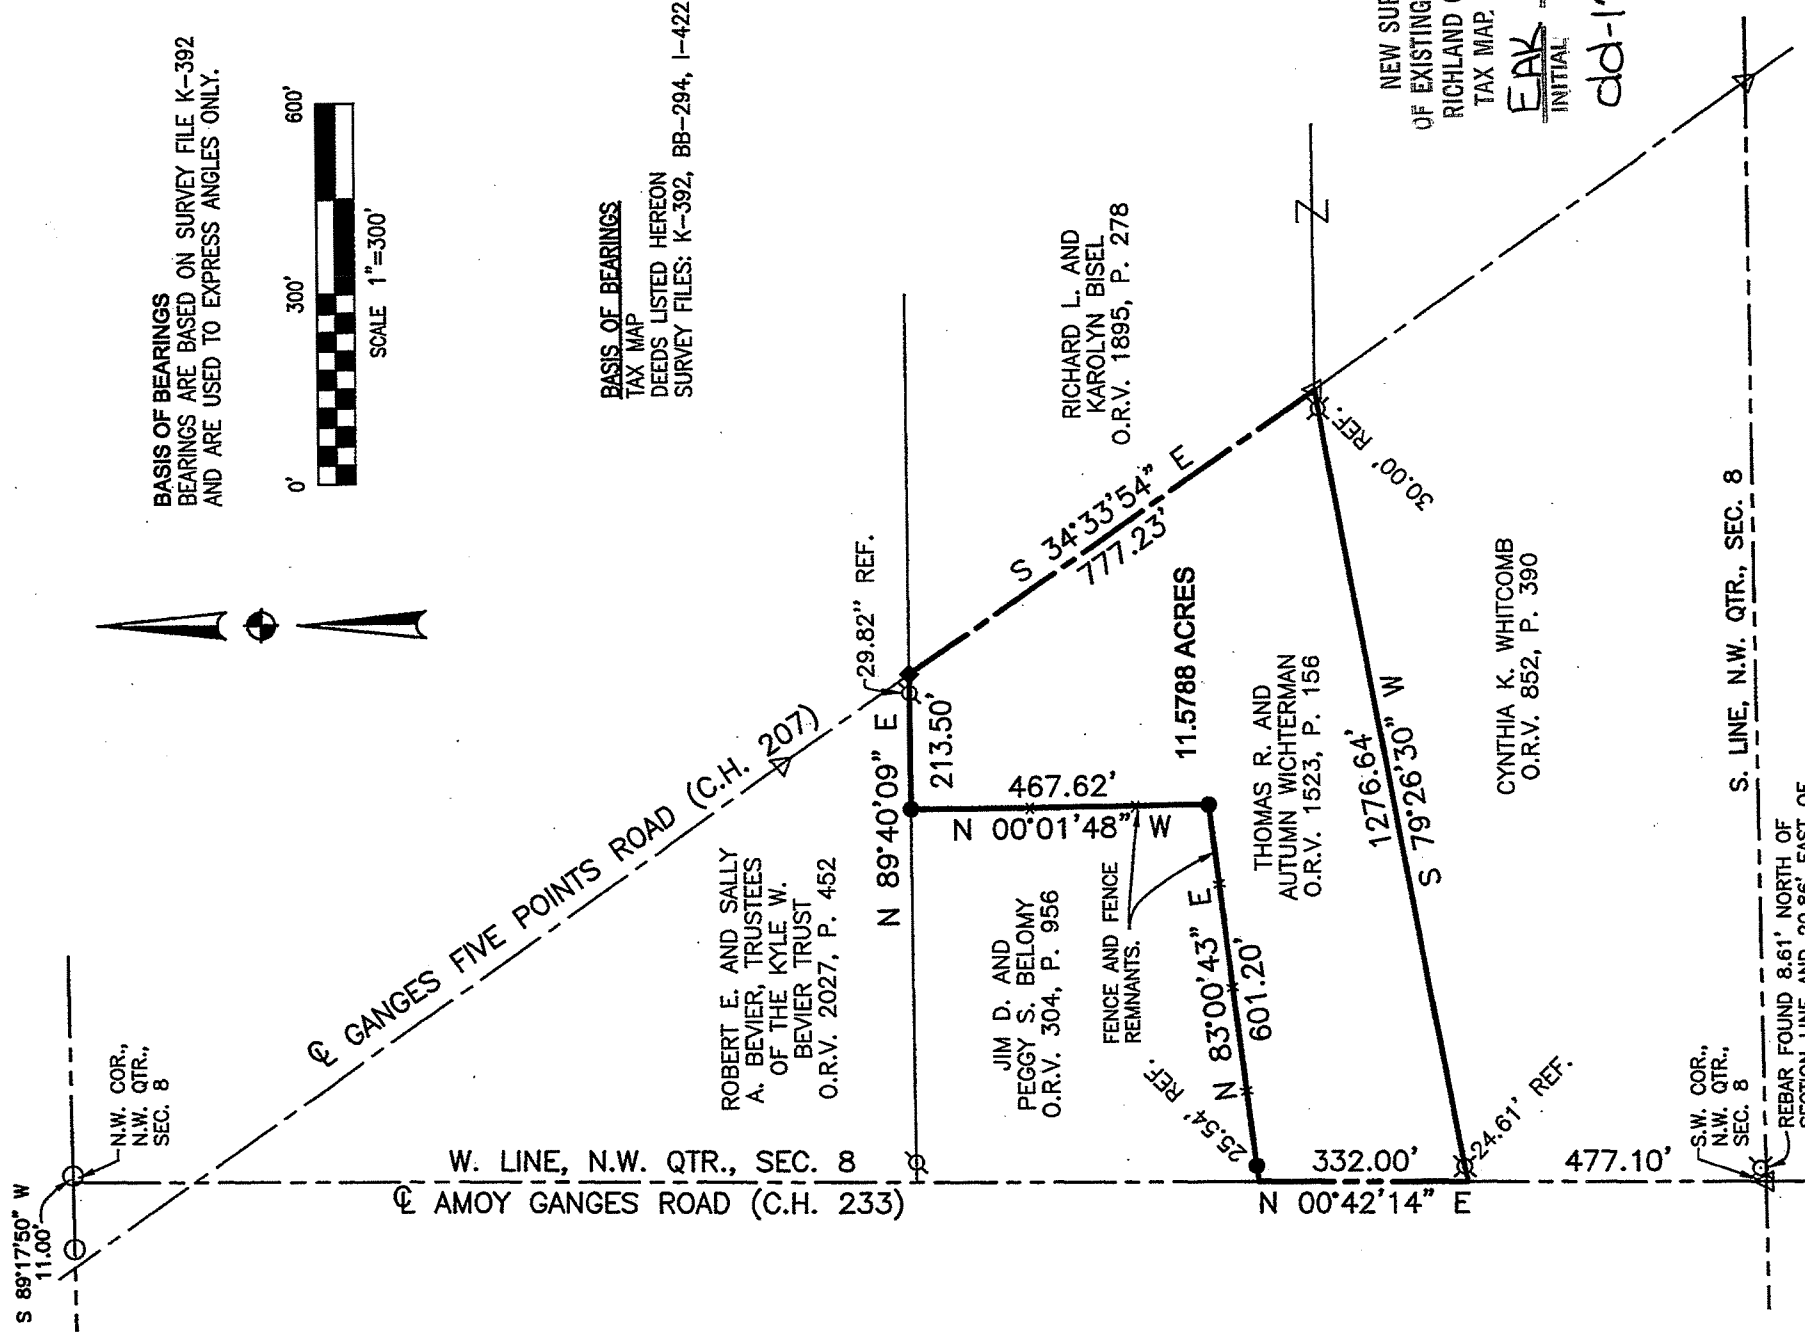 BASIS OF BEARINGS
BEARINGS ARE BASED ON SURVEY FILE K-392
AND ARE USED TO EXPRESS ANGLES ONLY.
0' 300' 600'
SCALE 1"=300'
BASIS OF BEARINGS
TAX MAP
DEEDS LISTED HEREON
SURVEY FILES: K-392, BB-294, I-422
NEW SUR
OF EXISTING
RICHLAND
TAX MAP.
EAK
INITIAL
S 89°17'50" W
11.00'
N.W. COR.,
N.W. QTR.,
SEC. 8
℄ GANGES FIVE POINTS ROAD (C.H. 207)
W. LINE, N.W. QTR., SEC. 8
℄ AMOY GANGES ROAD (C.H. 233)
ROBERT E. AND SALLY
A. BEVIER, TRUSTEES
OF THE KYLE W.
BEVIER TRUST
O.R.V. 2027, P. 452
29.82" REF.
N 89°40'09" E
213.50'
S 34°33'54" E
777.23'
RICHARD L. AND
KAROLYN BISEL
O.R.V. 1895, P. 278
467.62'
N 00°01'48" W
JIM D. AND
PEGGY S. BELOMY
O.R.V. 304, P. 956
FENCE AND FENCE
REMNANTS.
11.5788 ACRES
25.54' REF.
N 83°00'43" E
601.20'
THOMAS R. AND
AUTUMN WICHTERMAN
O.R.V. 1523, P. 156
30.00' REF.
1276.64'
S 79°26'30" W
332.00'
N 00°42'14" E
24.61' REF.
477.10'
CYNTHIA K. WHITCOMB
O.R.V. 852, P. 390
S. LINE, N.W. QTR., SEC. 8
S.W. COR.,
N.W. QTR.,
SEC. 8
REBAR FOUND 8.61' NORTH OF
SECTION LINE AND 20.86' EAST OF